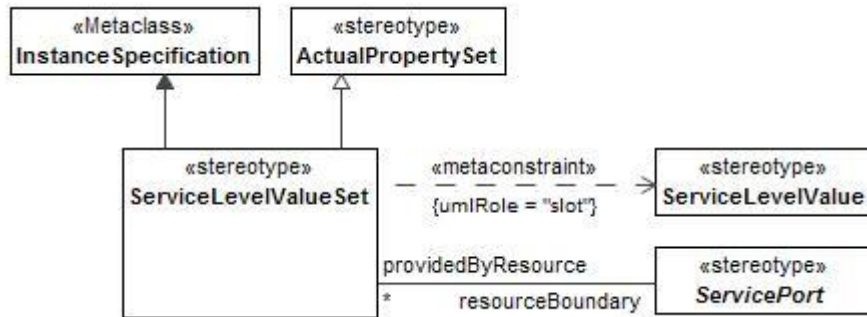 «Metaclass»
InstanceSpecification
«stereotype»
ActualPropertySet
«stereotype»
ServiceLevelValueSet
«metaconstraint»
{umlRole = "slot"}
«stereotype»
ServiceLevelValue
providedByResource
* resourceBoundary
«stereotype»
ServicePort